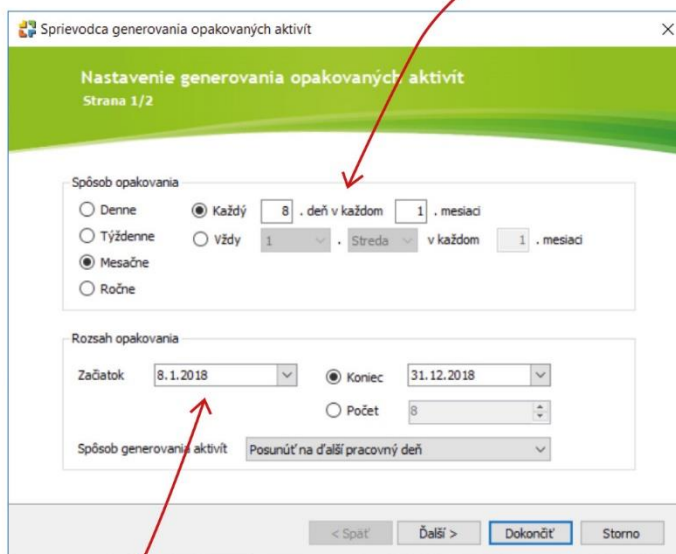 Sprievodca generovania opakovaných aktivít
Nastavenie generovania opakovaných aktivít
Strana 1/2
Spôsob opakovania
Denne
Každý 8 . deň v každom 1 . mesiaci
Týždenne
Vždy 1 . Streda v každom 1 . mesiaci
Mesačne
Ročne
Rozsah opakovania
Začiatok 8.1.2018 Koniec 31.12.2018
Počet 8
Spôsob generovania aktivít Posunúť na ďalší pracovný deň
< Späť Ďalší > Dokončiť Storno